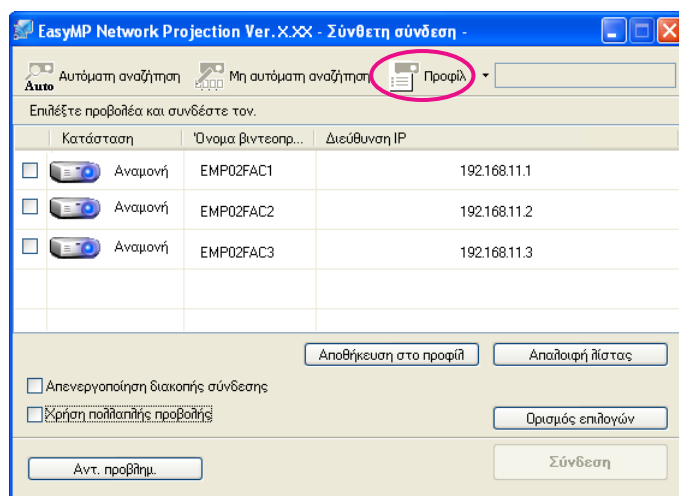 EasyMP Network Projection Ver.X.XX - Σύνθετη σύνδεση -
Auto Αυτόματη αναζήτηση Μη αυτόματη αναζήτηση Προφίλ
Επιλέξτε προβολέα και συνδέστε τον.
Κατάσταση Όνομα βιντεοπρ... Διεύθυνση IP
Αναμονή EMP02FAC1 192.168.11.1
Αναμονή EMP02FAC2 192.168.11.2
Αναμονή EMP02FAC3 192.168.11.3
Αποθήκευση στο προφίλ Απαλοιφή λίστας
Απενεργοποίηση διακοπής σύνδεσης
Χρήση πολλαπλής προβολής Ορισμός επιλογών
Αντ. προβλημ. Σύνδεση